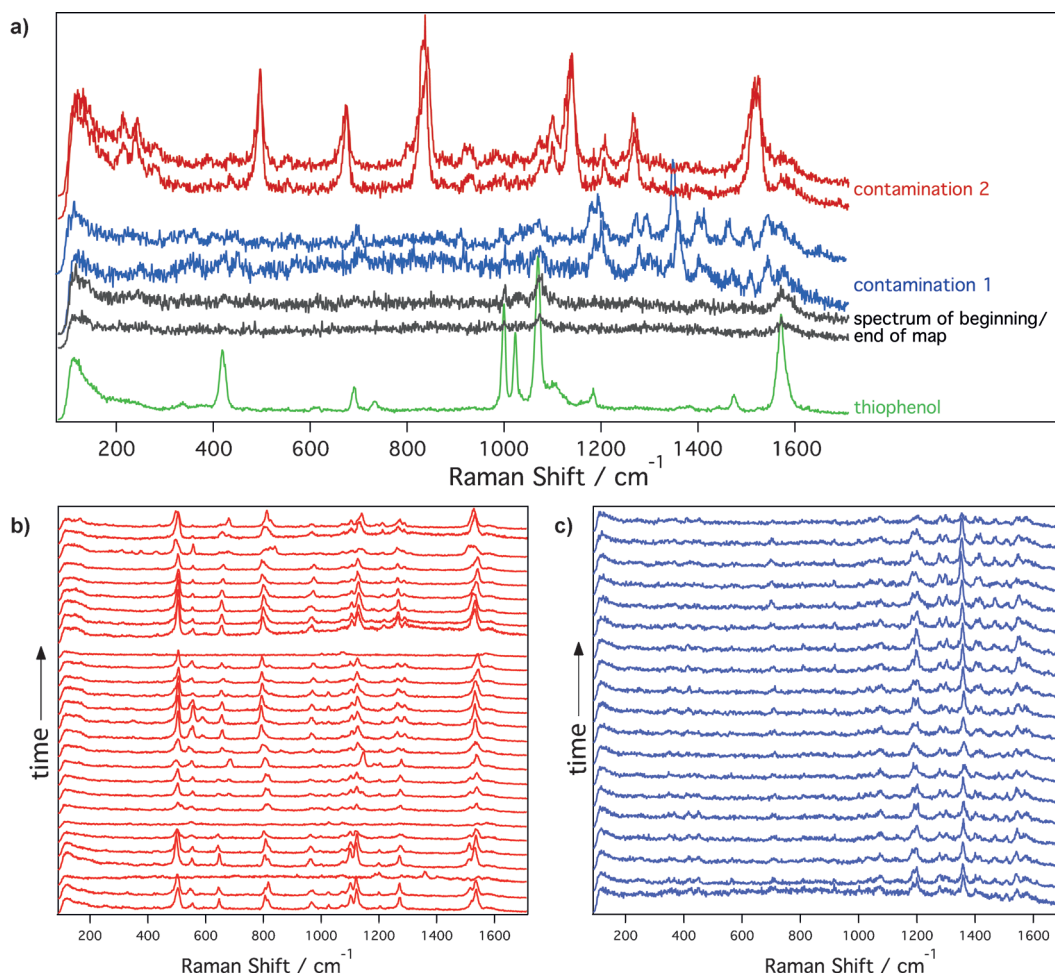 a)
contamination 2
contamination 1
spectrum of beginning/
end of map
thiophenol
200 400 600 800 1000 1200 1400 1600
Raman Shift / cm⁻¹
b)
time
200 400 600 800 1000 1200 1400 1600
Raman Shift / cm⁻¹
c)
time
200 400 600 800 1000 1200 1400 1600
Raman Shift / cm⁻¹